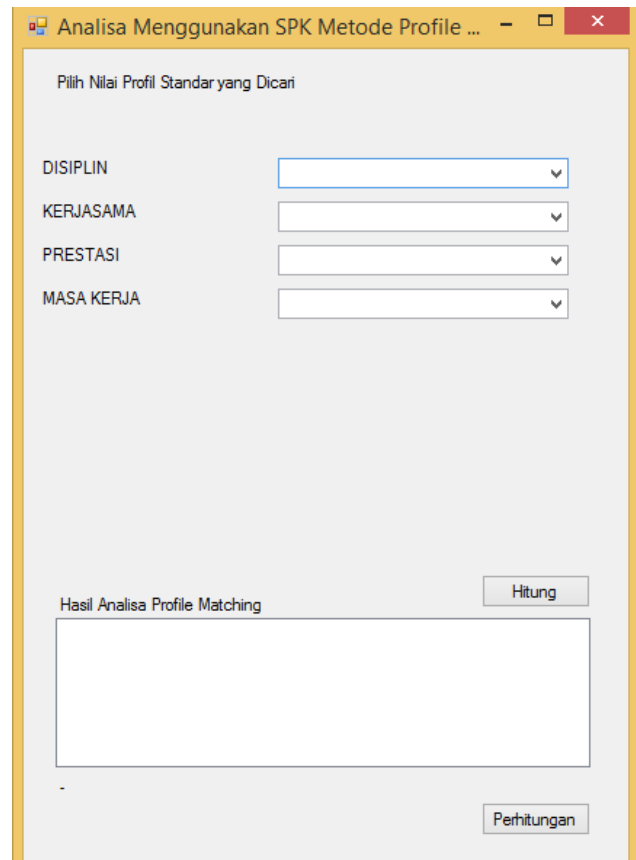 Analisa Menggunakan SPK Metode Profile ...
Pilih Nilai Profil Standar yang Dicari
DISIPLIN
KERJASAMA
PRESTASI
MASA KERJA
Hitung
Hasil Analisa Profile Matching
-
Perhitungan